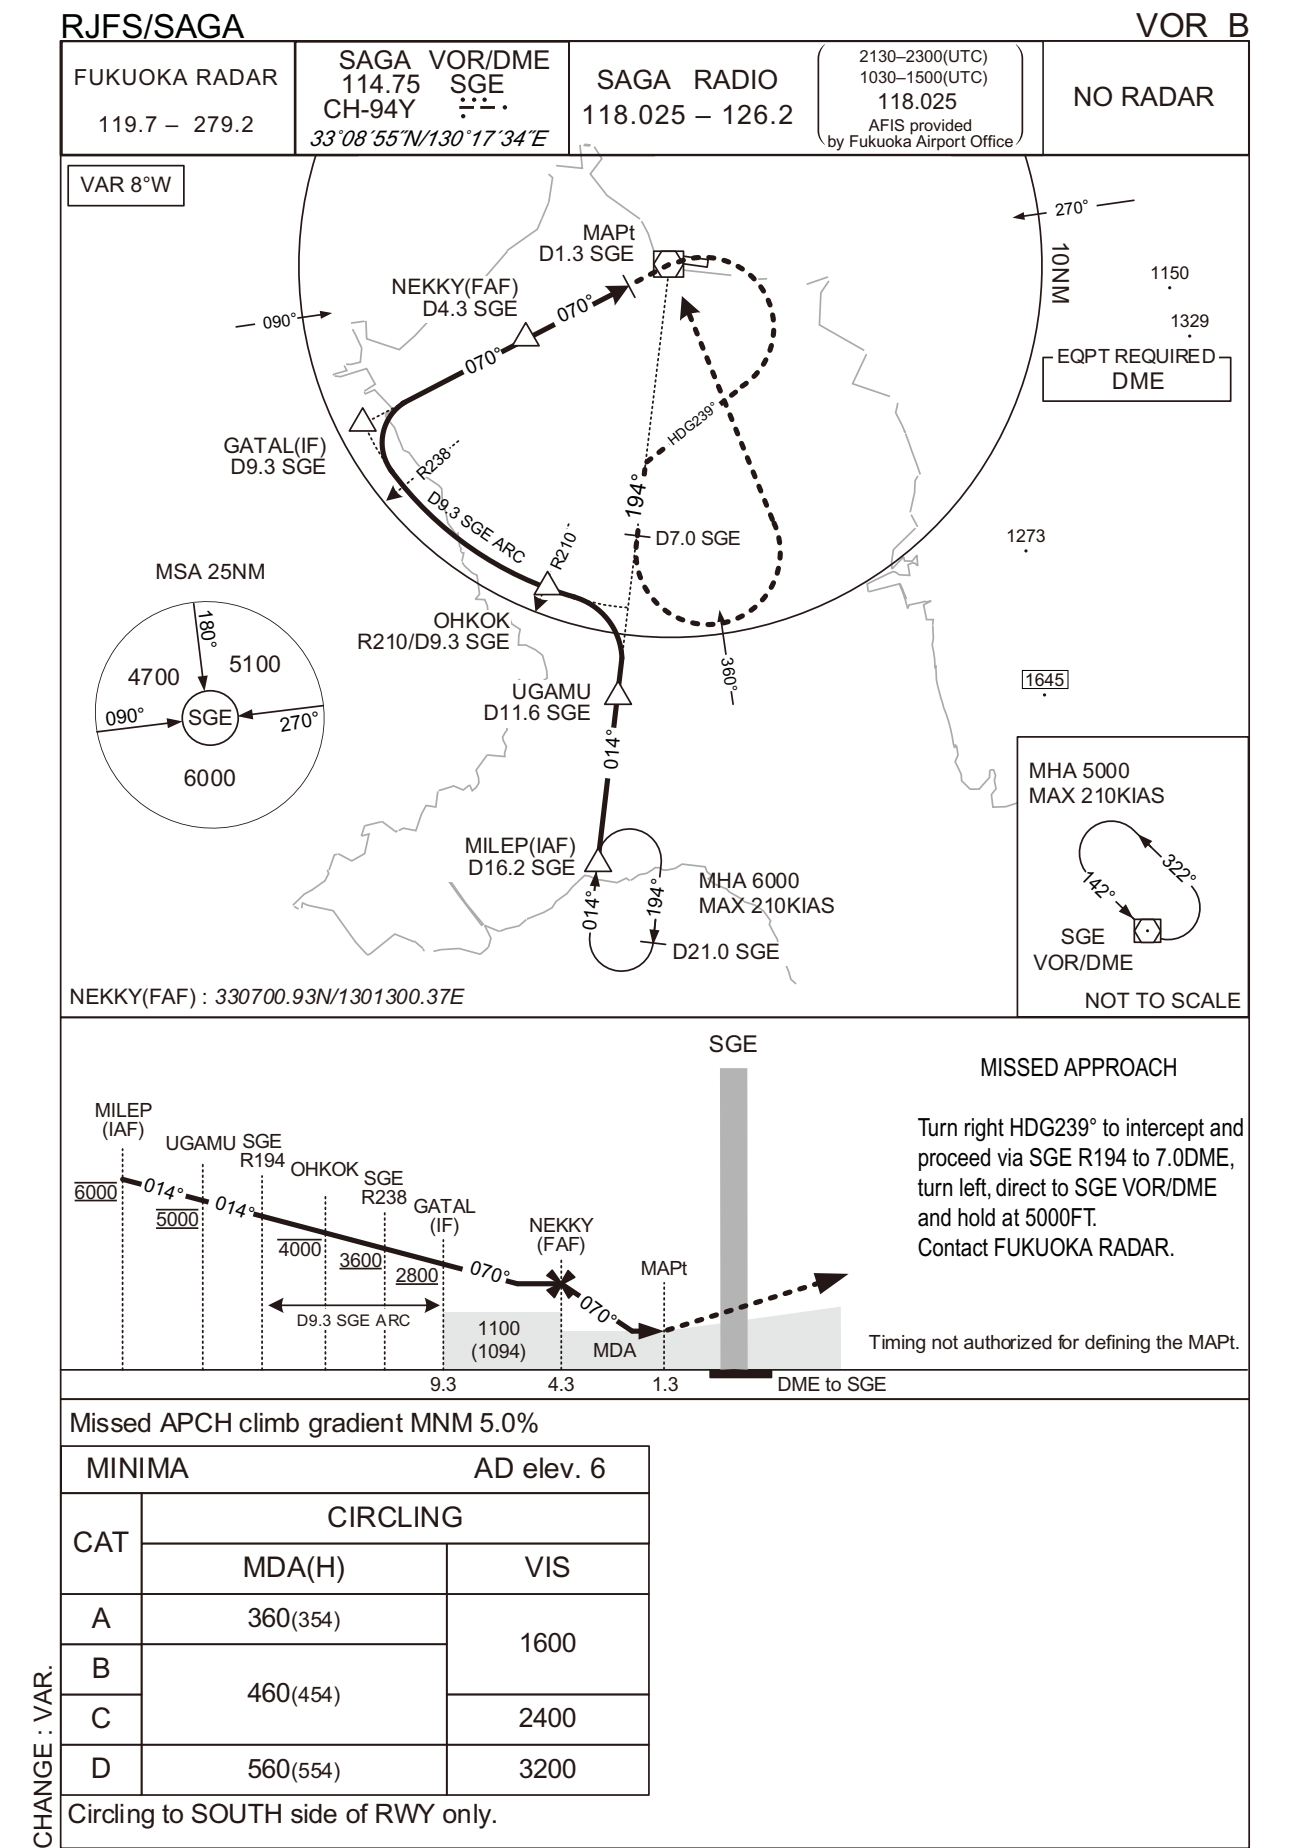 RJFS/SAGA
VOR B
FUKUOKA RADAR
119.7 – 279.2
SAGA VOR/DME
114.75 SGE
CH-94Y
33°08′55″N/130°17′34″E
SAGA RADIO
118.025 – 126.2
2130–2300(UTC)
1030–1500(UTC)
118.025
AFIS provided
by Fukuoka Airport Office
NO RADAR
VAR 8°W
270°
10NM
1150
1329
EQPT REQUIRED
DME
MAPt
D1.3 SGE
NEKKY(FAF)
D4.3 SGE
070°
090°
070°
HDG239°
GATAL(IF)
D9.3 SGE
R238
D9.3 SGE ARC
194°
D7.0 SGE
R210
1273
OHKOK
R210/D9.3 SGE
MSA 25NM
180°
4700
5100
090°
SGE
270°
6000
360°
1645
UGAMU
D11.6 SGE
014°
MILEP(IAF)
D16.2 SGE
014°
194°
MHA 6000
MAX 210KIAS
D21.0 SGE
MHA 5000
MAX 210KIAS
322°
142°
SGE
VOR/DME
NOT TO SCALE
NEKKY(FAF) : 330700.93N/1301300.37E
SGE
MISSED APPROACH
Turn right HDG239° to intercept and
proceed via SGE R194 to 7.0DME,
turn left, direct to SGE VOR/DME
and hold at 5000FT.
Contact FUKUOKA RADAR.
Timing not authorized for defining the MAPt.
MILEP
(IAF)
UGAMU
SGE
R194
OHKOK
SGE
R238
GATAL
(IF)
NEKKY
(FAF)
MAPt
6000
014°
5000
014°
4000
3600
2800
070°
070°
D9.3 SGE ARC
1100
(1094)
MDA
9.3
4.3
1.3
DME to SGE
Missed APCH climb gradient MNM 5.0%
MINIMA
AD elev. 6
CAT
CIRCLING
MDA(H)
VIS
A
360(354)
1600
B
460(454)
C
2400
D
560(554)
3200
Circling to SOUTH side of RWY only.
CHANGE : VAR.